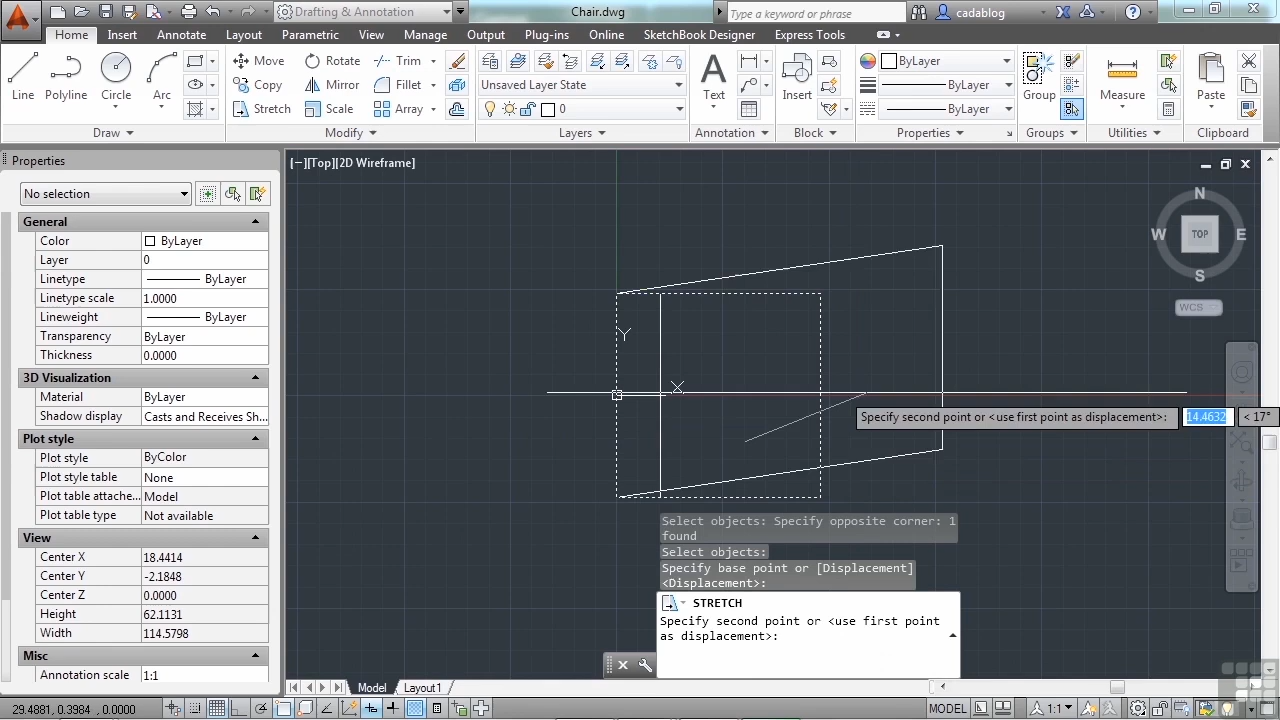 Drafting & Annotation
Chair.dwg
Type a keyword or phrase
cadablog
Home Insert Annotate Layout Parametric View Manage Output Plug-ins Online SketchBook Designer Express Tools
Line Polyline Circle Arc
Move Rotate Trim
Copy Mirror Fillet
Stretch Scale Array
Unsaved Layer State
0
Text
Insert
ByLayer
ByLayer
ByLayer
Group
Measure
Paste
Draw Modify Layers Annotation Block Properties Groups Utilities Clipboard
Properties
[−][Top][2D Wireframe]
No selection
General
Color ByLayer
Layer 0
Linetype ByLayer
Linetype scale 1.0000
Lineweight ByLayer
Transparency ByLayer
Thickness 0.0000
3D Visualization
Material ByLayer
Shadow display Casts and Receives Sh...
Plot style
Plot style ByColor
Plot style table None
Plot table attache... Model
Plot table type Not available
View
Center X 18.4414
Center Y -2.1848
Center Z 0.0000
Height 62.1131
Width 114.5798
Misc
Annotation scale 1:1
N
W TOP E
S
WCS
Y
X
Specify second point or <use first point as displacement>: 14.4632 < 17°
Select objects: Specify opposite corner: 1
found
Select objects:
Specify base point or [Displacement]
<Displacement>:
STRETCH
Specify second point or <use first point
as displacement>:
Model Layout1
29.4881, 0.3984 , 0.0000
MODEL
1:1